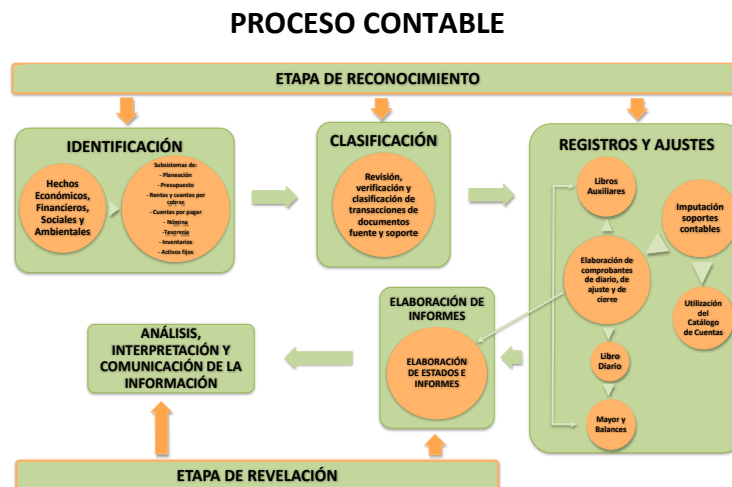 PROCESO CONTABLE
ETAPA DE RECONOCIMIENTO
IDENTIFICACIÓN
Hechos
Económicos,
Financieros,
Sociales y
Ambientales
Subsistemas de:
- Planeación
- Presupuesto
- Rentas y cuentas por
cobrar
- Cuentas por pagar
- Nómina
-Tesorería
- Inventarios
- Activos fijos
CLASIFICACIÓN
Revisión,
verificación y
clasificación de
transacciones de
documentos
fuente y soporte
REGISTROS Y AJUSTES
Libros
Auxiliares
Imputación
soportes
contables
Elaboración de
comprobantes
de diario, de
ajuste y de
cierre
Utilización
del
Catálogo
de Cuentas
Libro
Diario
Mayor y
Balances
ELABORACIÓN DE
INFORMES
ELABORACIÓN
DE ESTADOS E
INFORMES
ANÁLISIS,
INTERPRETACIÓN Y
COMUNICACIÓN DE LA
INFORMACIÓN
ETAPA DE REVELACIÓN